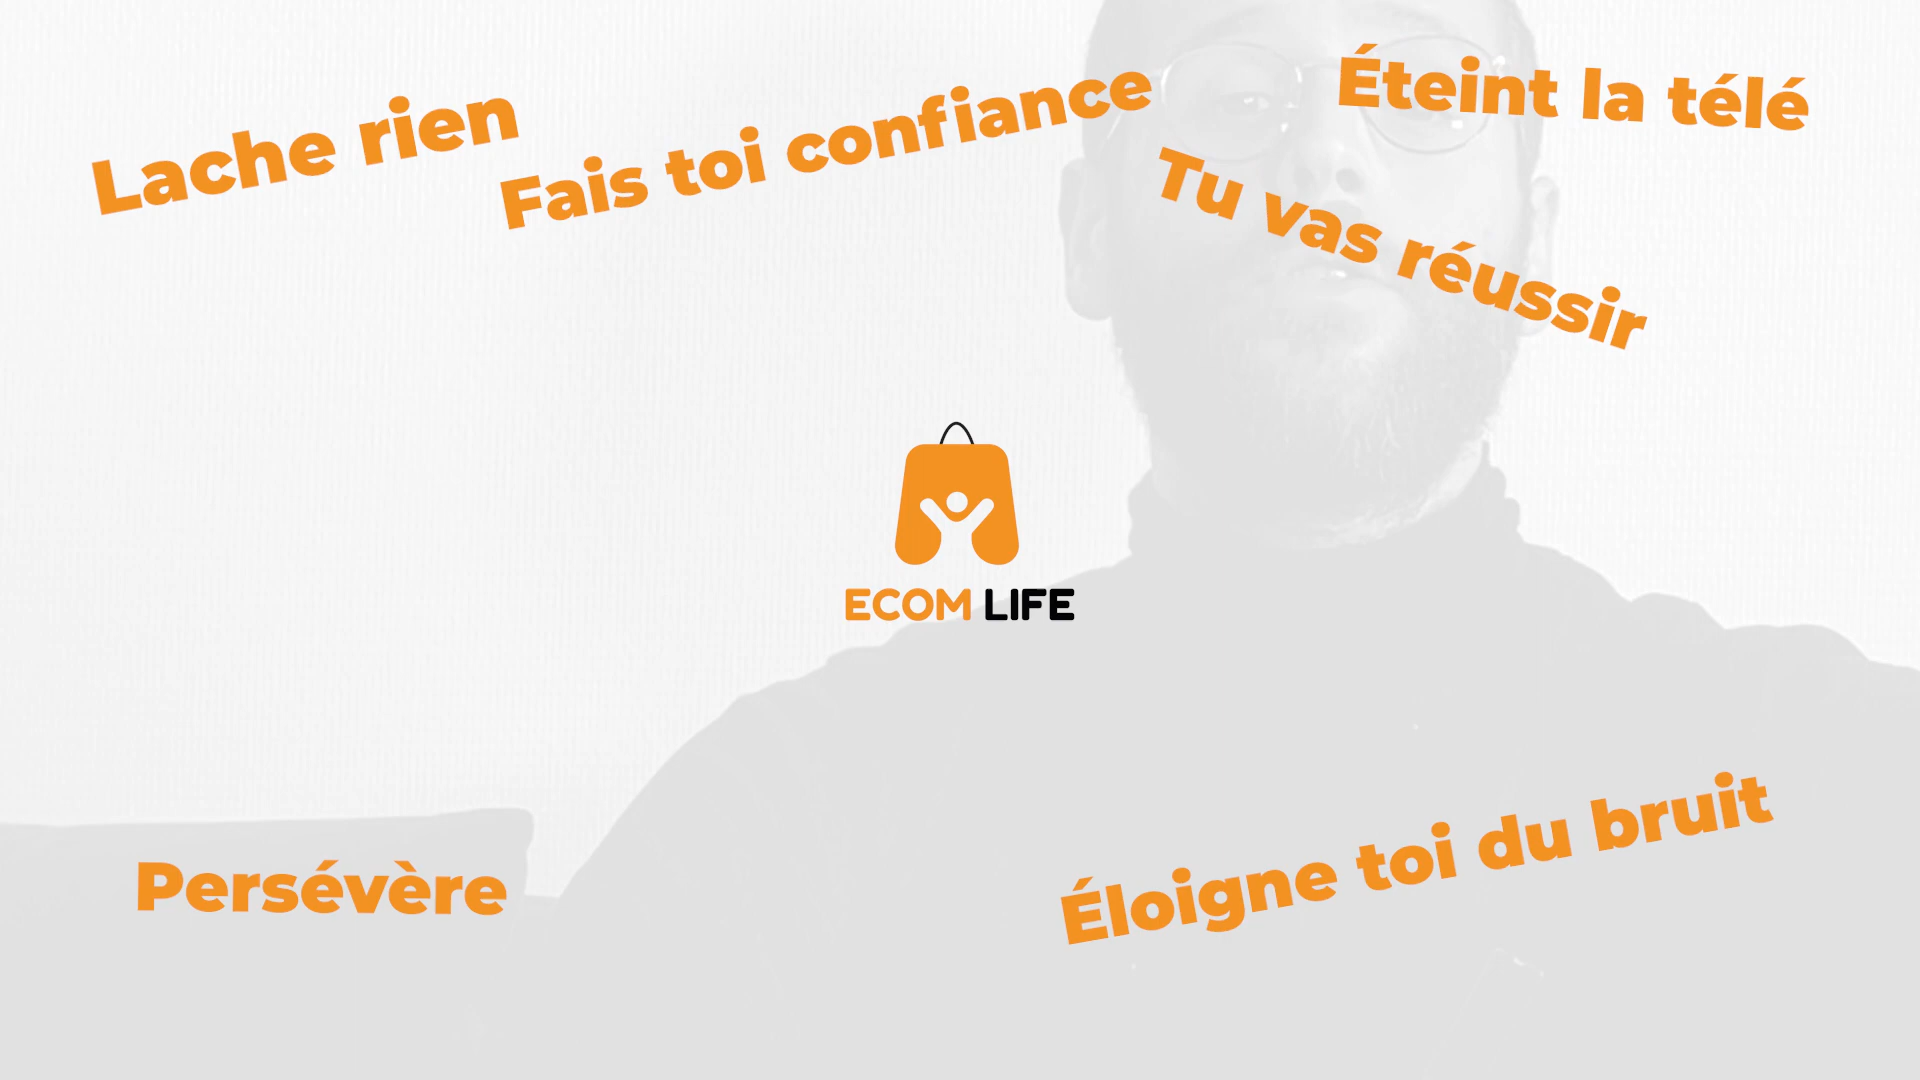 Lache rien
Fais toi confiance
Éteint la télé
Tu vas réussir
ECOM LIFE
Persévère
Éloigne toi du bruit